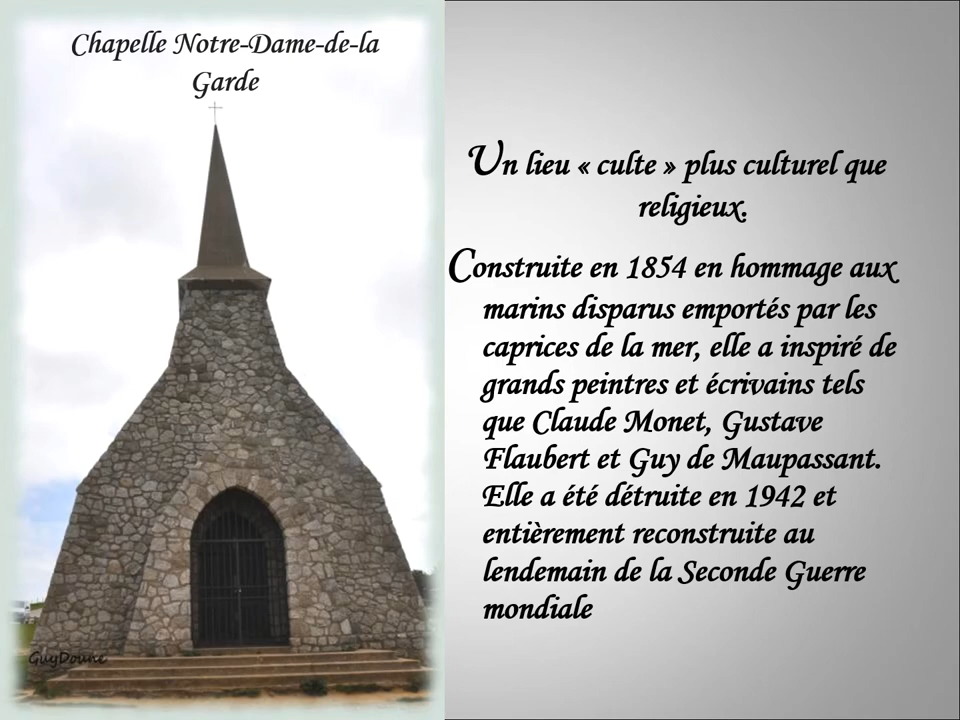 Chapelle Notre-Dame-de-la
Garde
Un lieu « culte » plus culturel que
religieux.
Construite en 1854 en hommage aux
marins disparus emportés par les
caprices de la mer, elle a inspiré de
grands peintres et écrivains tels
que Claude Monet, Gustave
Flaubert et Guy de Maupassant.
Elle a été détruite en 1942 et
entièrement reconstruite au
lendemain de la Seconde Guerre
mondiale
GuyDoune